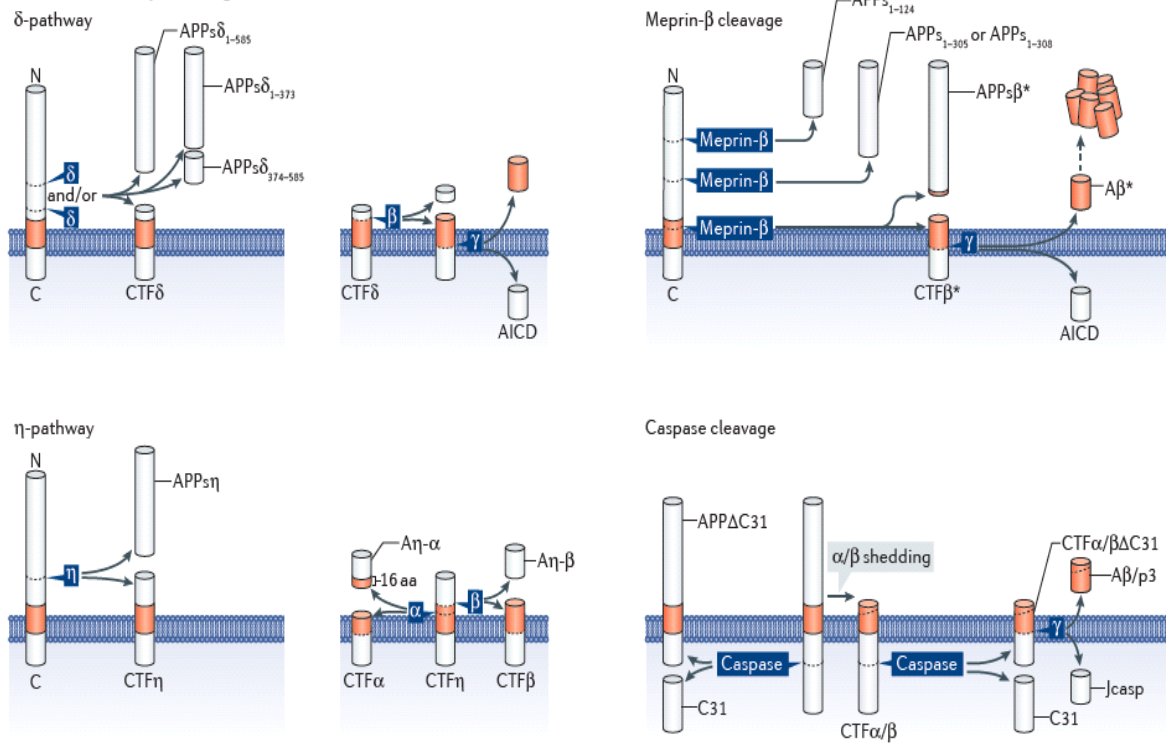 δ-pathway
APPsδ1–585
N
APPsδ1–373
δ
and/or
APPsδ374–585
δ
β
γ
C
CTFδ
CTFδ
AICD
Meprin-β cleavage
APPs1–124
APPs1–305 or APPs1–308
N
APPsβ*
Meprin-β
Meprin-β
Aβ*
Meprin-β
γ
C
CTFβ*
AICD
η-pathway
N
APPsη
η
C
CTFη
Aη-α
Aη-β
16 aa
β
α
CTFα
CTFη
CTFβ
Caspase cleavage
APPΔC31
CTFα/βΔC31
α/β shedding
Aβ/p3
γ
Caspase
Caspase
Jcasp
C31
C31
CTFα/β